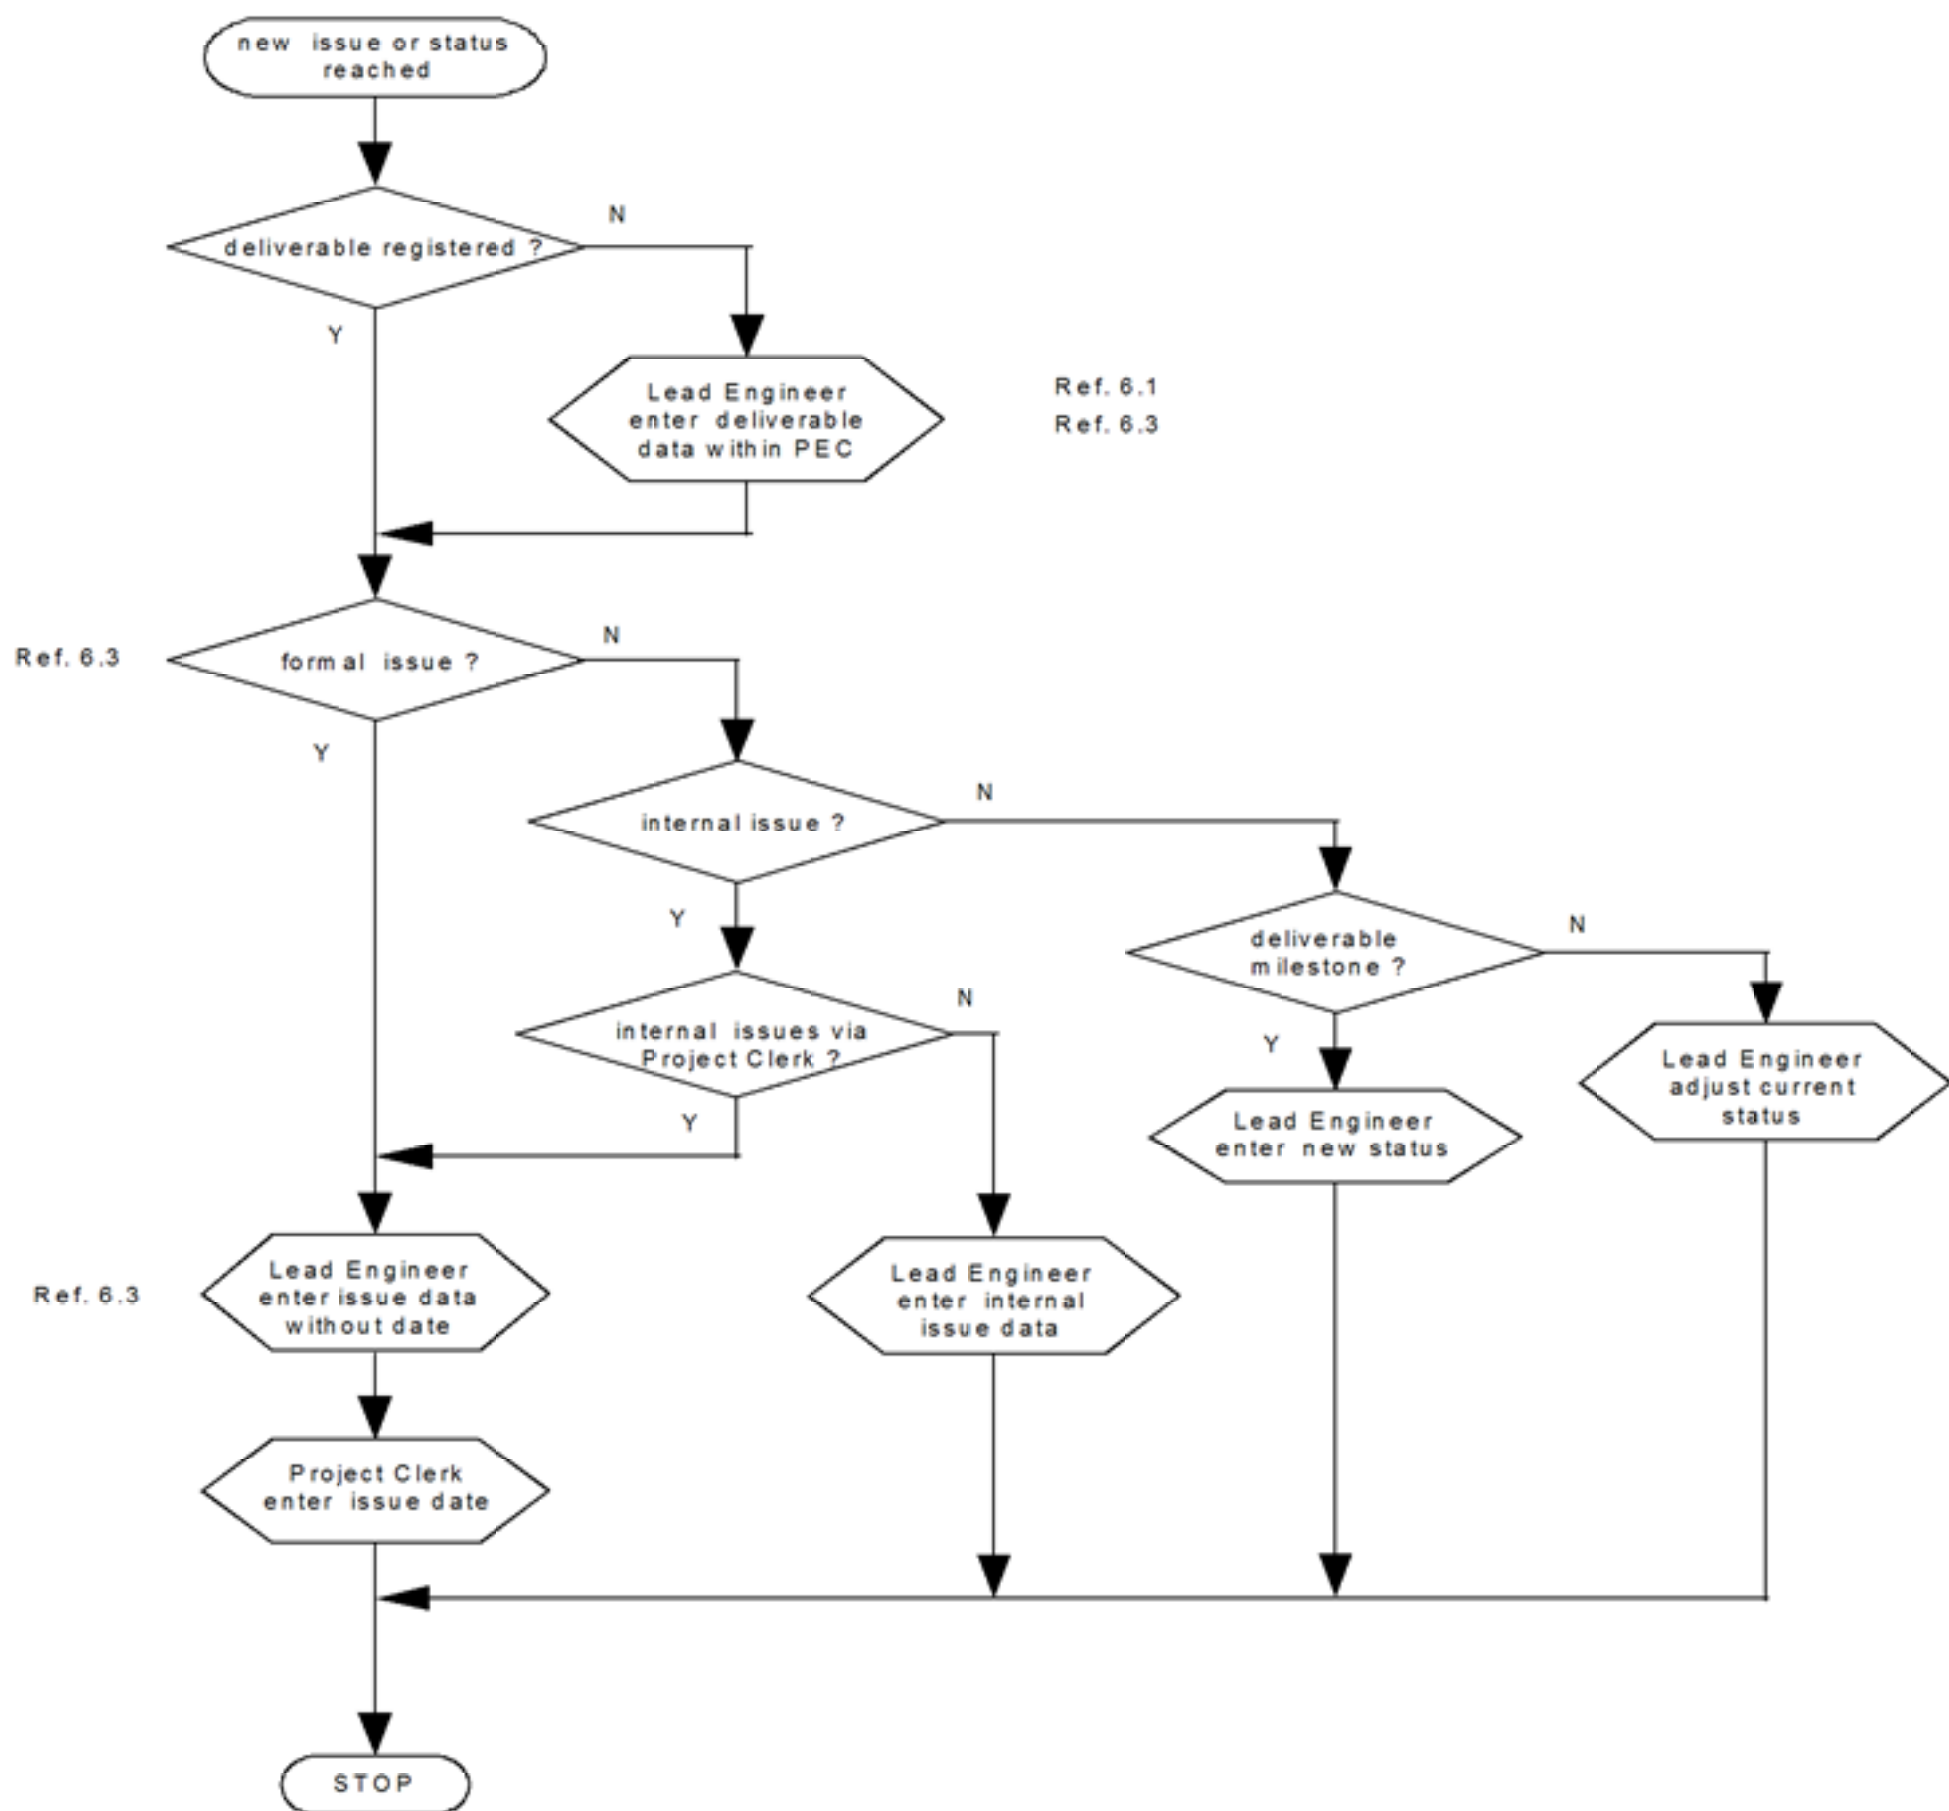 new issue or status
reached
N
deliverable registered ?
Y
Lead Engineer
enter deliverable
data within PEC
Ref. 6.1
Ref. 6.3
N
Ref. 6.3
formal issue ?
Y
N
internal issue ?
Y
N
deliverable
milestone ?
N
internal issues via
Project Clerk ?
Y
Y
Lead Engineer
adjust current
status
Lead Engineer
enter new status
Ref. 6.3
Lead Engineer
enter issue data
without date
Lead Engineer
enter internal
issue data
Project Clerk
enter issue date
STOP